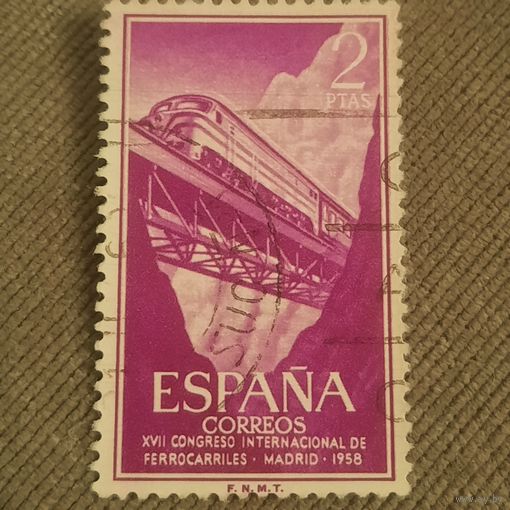 2
PTAS
ESPAÑA
CORREOS
XVII CONGRESO INTERNACIONAL DE
FERROCARRILES · MADRID · 1958
F. N. M. T.